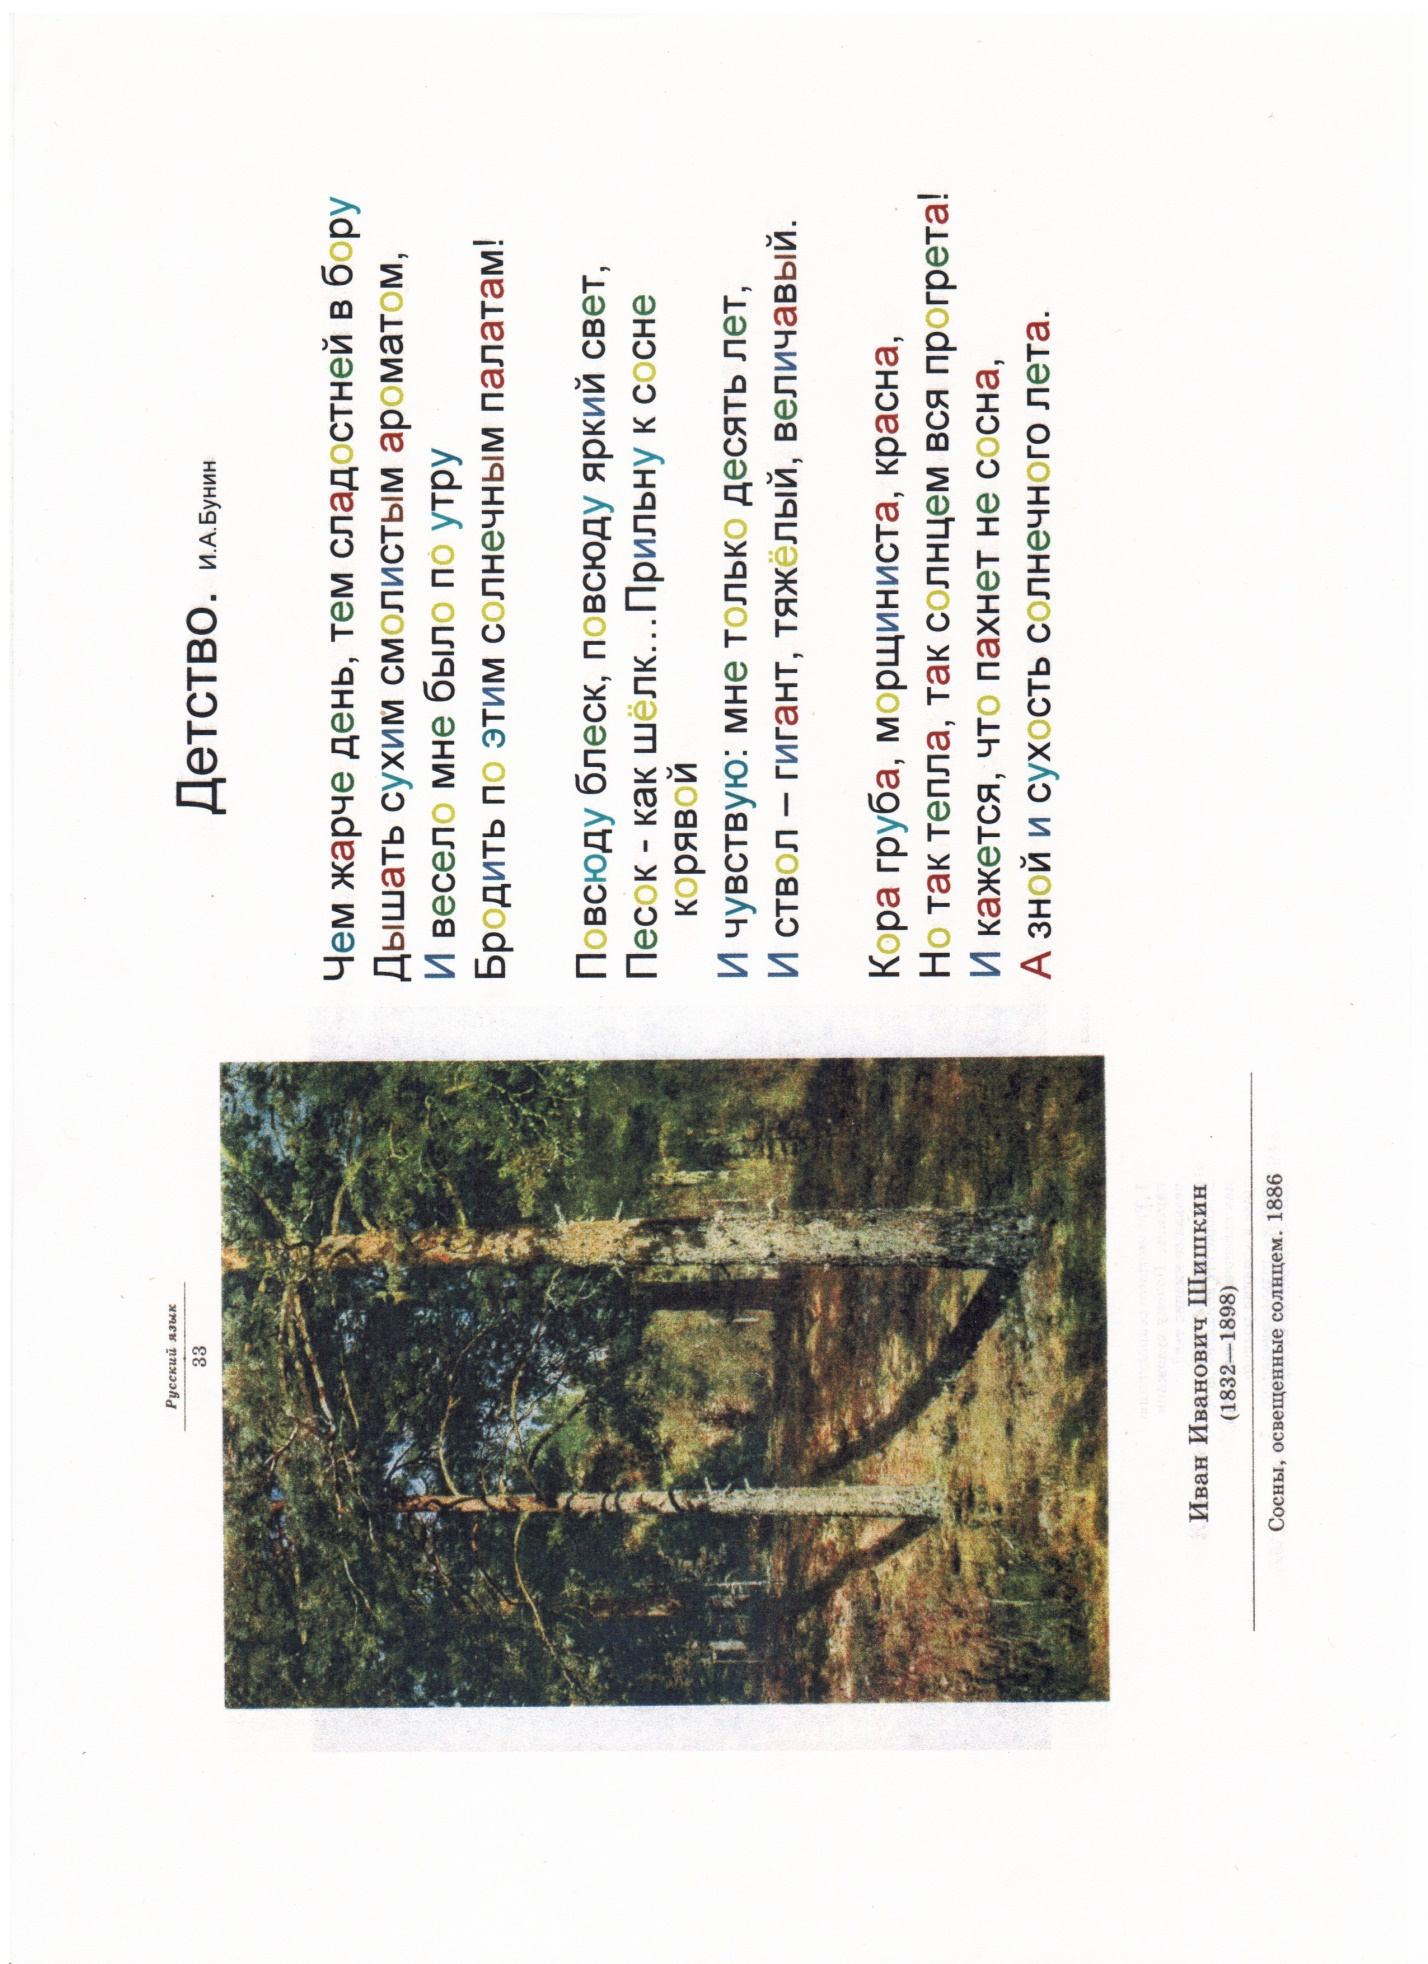 Русский язык
33
Иван Иванович Шишкин
(1832—1898)
Сосны, освещенные солнцем. 1886
Детство. И.А.Бунин
Чем жарче день, тем сладостней в бору
Дышать сухим смолистым ароматом,
И весело мне было по утру
Бродить по этим солнечным палатам!
Повсюду блеск, повсюду яркий свет,
Песок - как шёлк...Прильну к сосне
корявой
И чувствую: мне только десять лет,
И ствол – гигант, тяжёлый, величавый.
Кора груба, морщиниста, красна,
Но так тепла, так солнцем вся прогрета!
И кажется, что пахнет не сосна,
А зной и сухость солнечного лета.